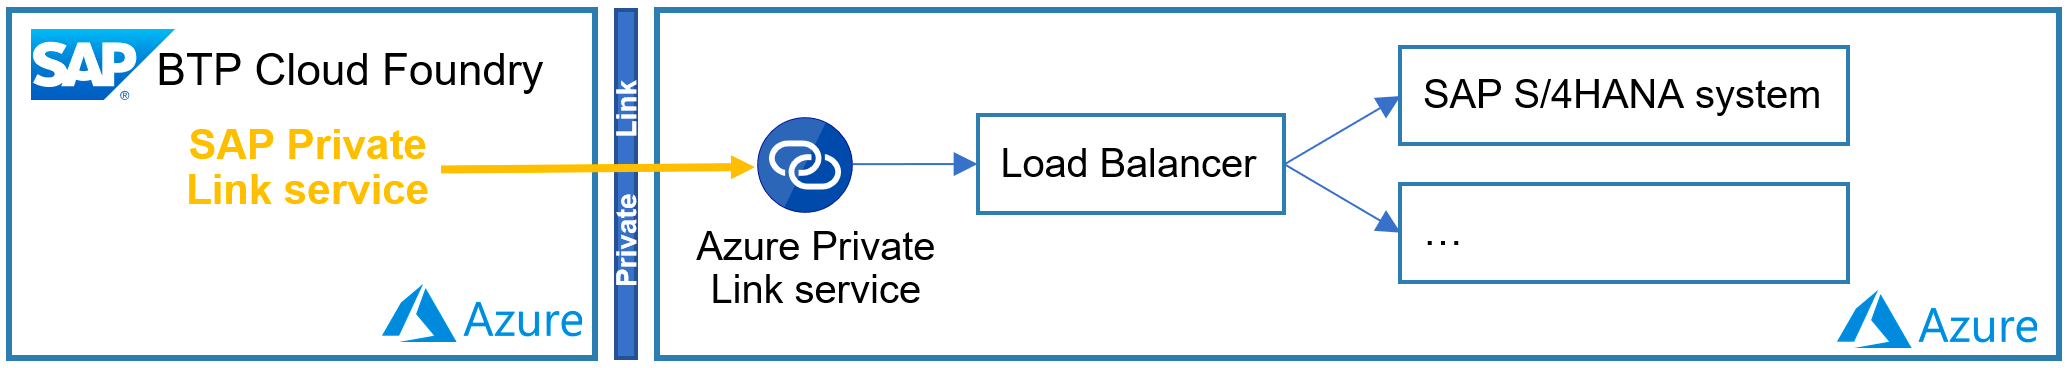 SAP
®
BTP Cloud Foundry
SAP Private
Link service
Azure
Private Link
Azure Private
Link service
Load Balancer
SAP S/4HANA system
...
Azure